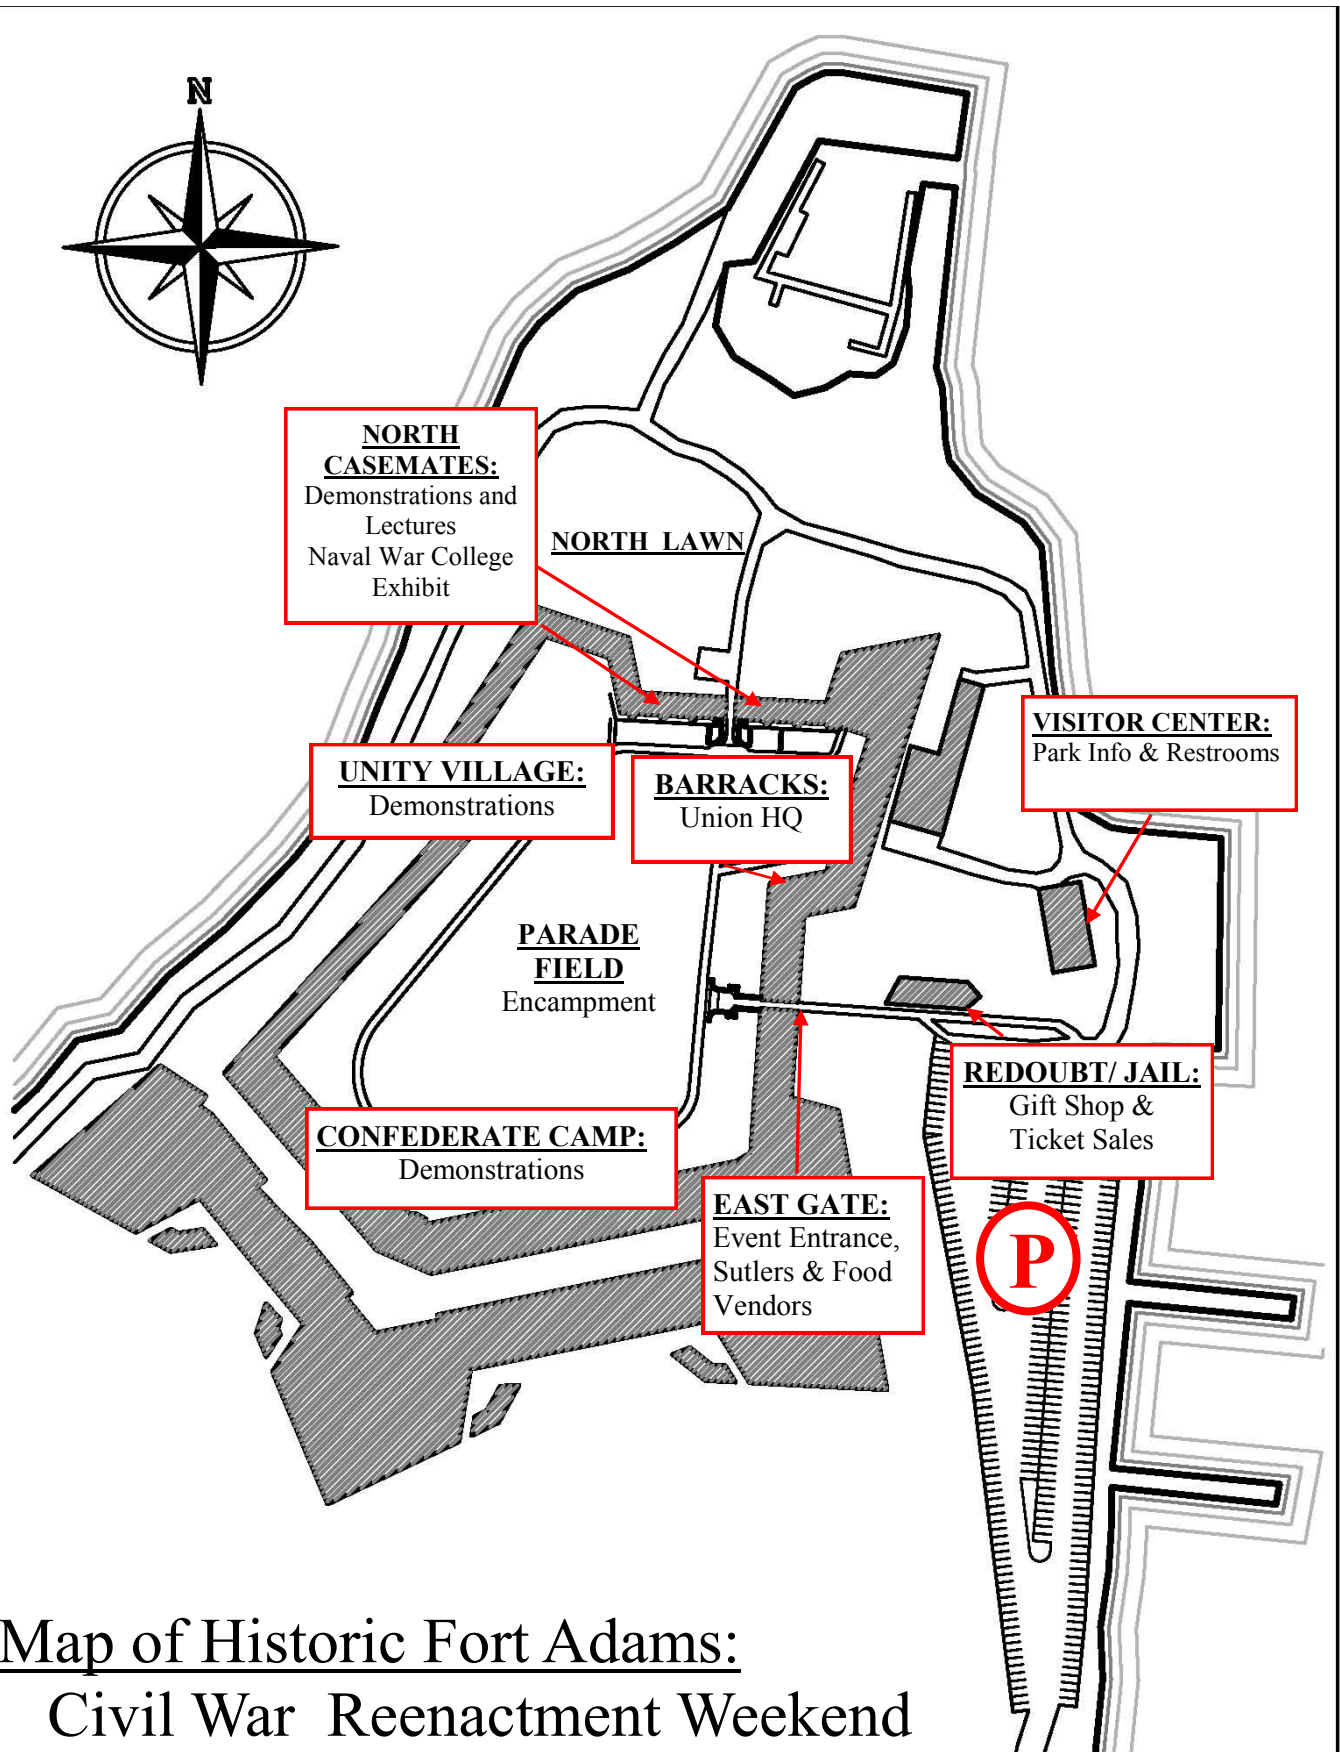 N
NORTH
CASEMATES:
Demonstrations and
Lectures
Naval War College
Exhibit
NORTH LAWN
VISITOR CENTER:
Park Info & Restrooms
UNITY VILLAGE:
Demonstrations
BARRACKS:
Union HQ
PARADE
FIELD
Encampment
REDOUBT/ JAIL:
Gift Shop &
Ticket Sales
CONFEDERATE CAMP:
Demonstrations
EAST GATE:
Event Entrance,
Sutlers & Food
Vendors
P
Map of Historic Fort Adams:
Civil War Reenactment Weekend